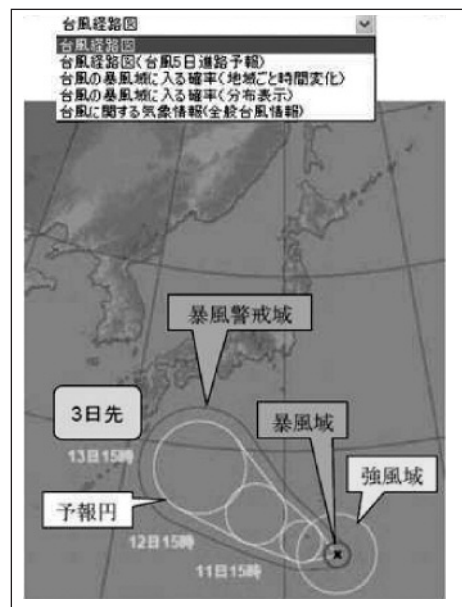 台風経路図
台風経路図
台風経路図(台風5日進路予報)
台風の暴風域に入る確率(地域ごと時間変化)
台風の暴風域に入る確率(分布表示)
台風に関する気象情報(全般台風情報)
暴風警戒域
3日先
暴風域
13日15時
強風域
予報円
12日15時
11日15時